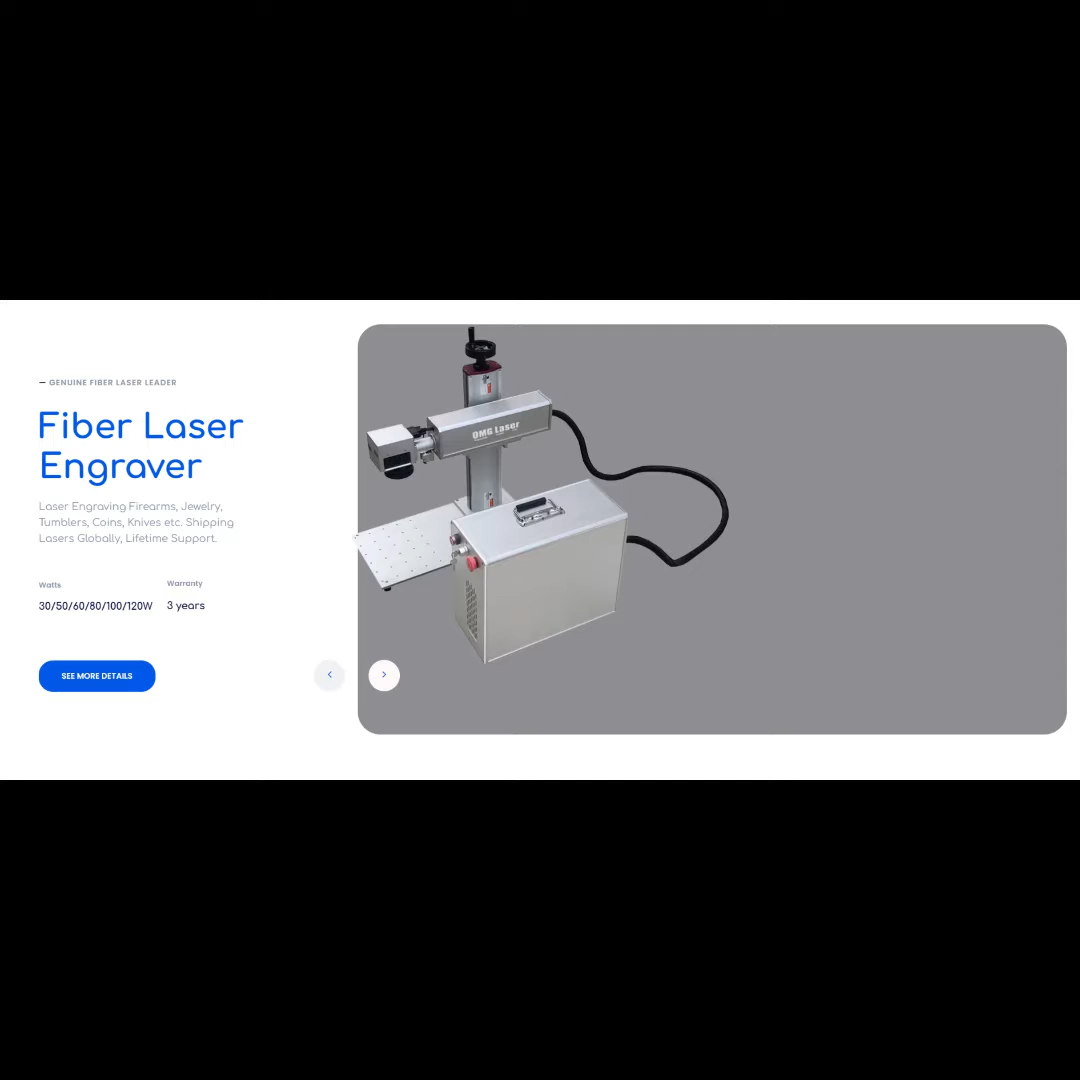 — GENUINE FIBER LASER LEADER
Fiber Laser
Engraver
Laser Engraving Firearms, Jewelry,
Tumblers, Coins, Knives etc. Shipping
Lasers Globally, Lifetime Support.
Watts
Warranty
30/50/60/80/100/120W
3 years
SEE MORE DETAILS
OMG Laser